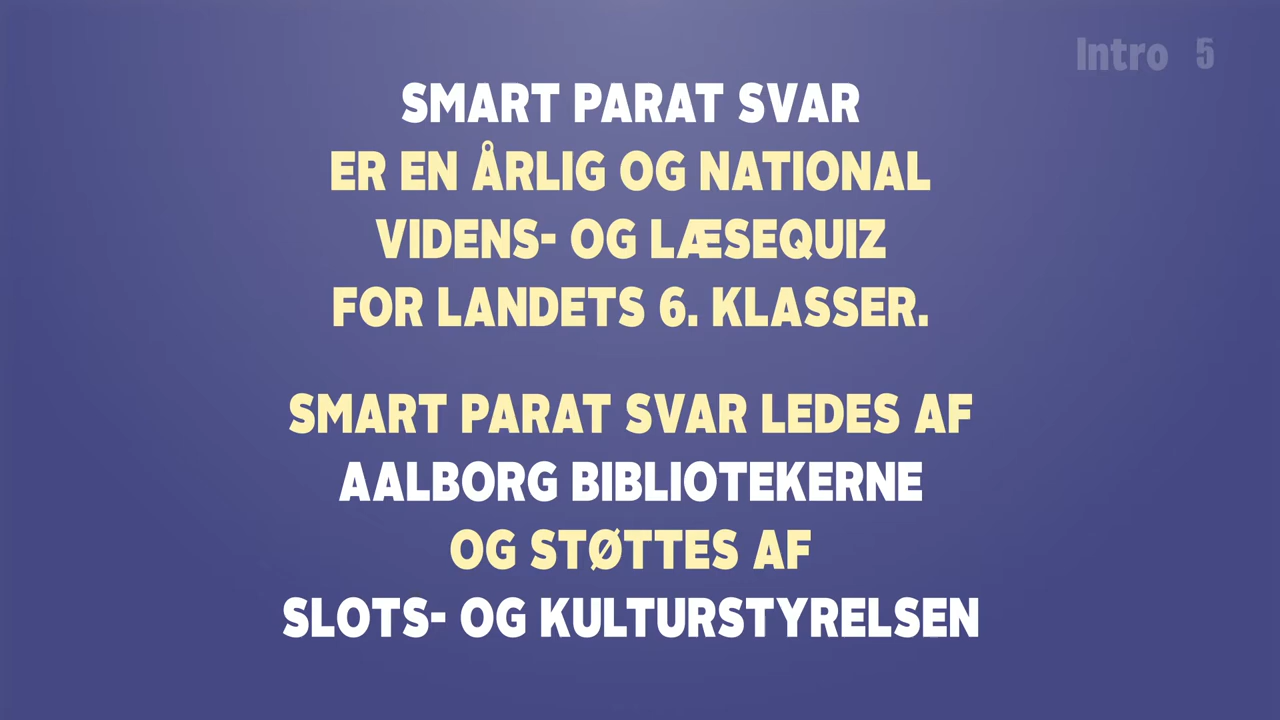 Intro 5
SMART PARAT SVAR
ER EN ÅRLIG OG NATIONAL
VIDENS- OG LÆSEQUIZ
FOR LANDETS 6. KLASSER.
SMART PARAT SVAR LEDES AF
AALBORG BIBLIOTEKERNE
OG STØTTES AF
SLOTS- OG KULTURSTYRELSEN